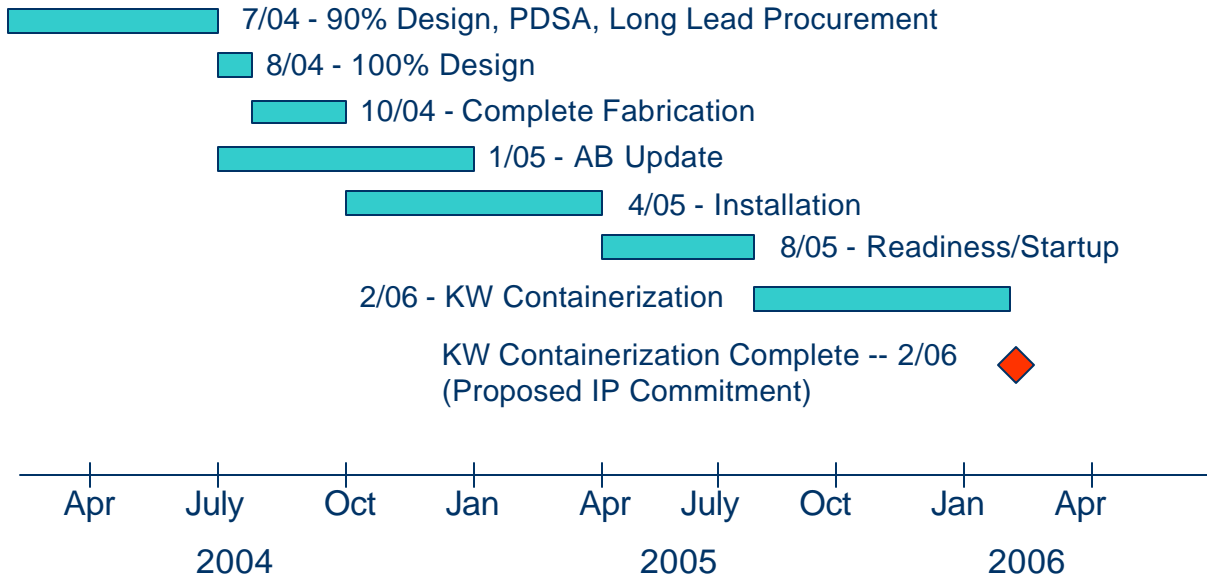 7/04 - 90% Design, PDSA, Long Lead Procurement
8/04 - 100% Design
10/04 - Complete Fabrication
1/05 - AB Update
4/05 - Installation
8/05 - Readiness/Startup
2/06 - KW Containerization
KW Containerization Complete -- 2/06
(Proposed IP Commitment)
Apr July Oct Jan Apr July Oct Jan Apr
2004 2005 2006